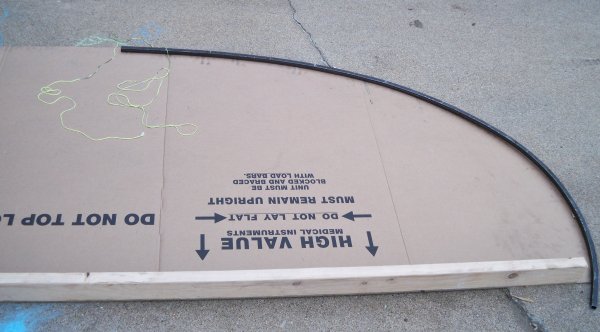 HIGH VALUE
MEDICAL INSTRUMENTS
DO NOT LAY FLAT
MUST REMAIN UPRIGHT
UNIT MUST BE
BLOCKED AND BRACED
WITH LOAD BARS.
DO NOT TOP LO